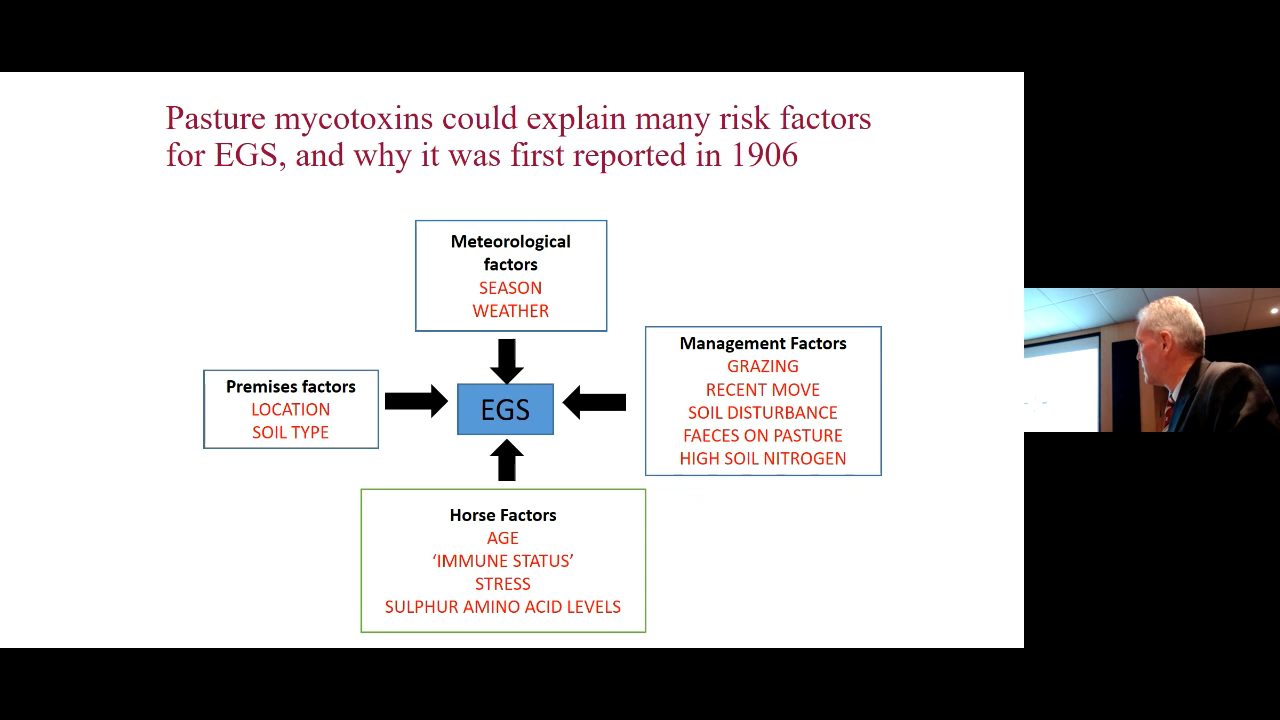 Pasture mycotoxins could explain many risk factors
for EGS, and why it was first reported in 1906
Meteorological
factors
SEASON
WEATHER
Premises factors
LOCATION
SOIL TYPE
EGS
Management Factors
GRAZING
RECENT MOVE
SOIL DISTURBANCE
FAECES ON PASTURE
HIGH SOIL NITROGEN
Horse Factors
AGE
‘IMMUNE STATUS’
STRESS
SULPHUR AMINO ACID LEVELS